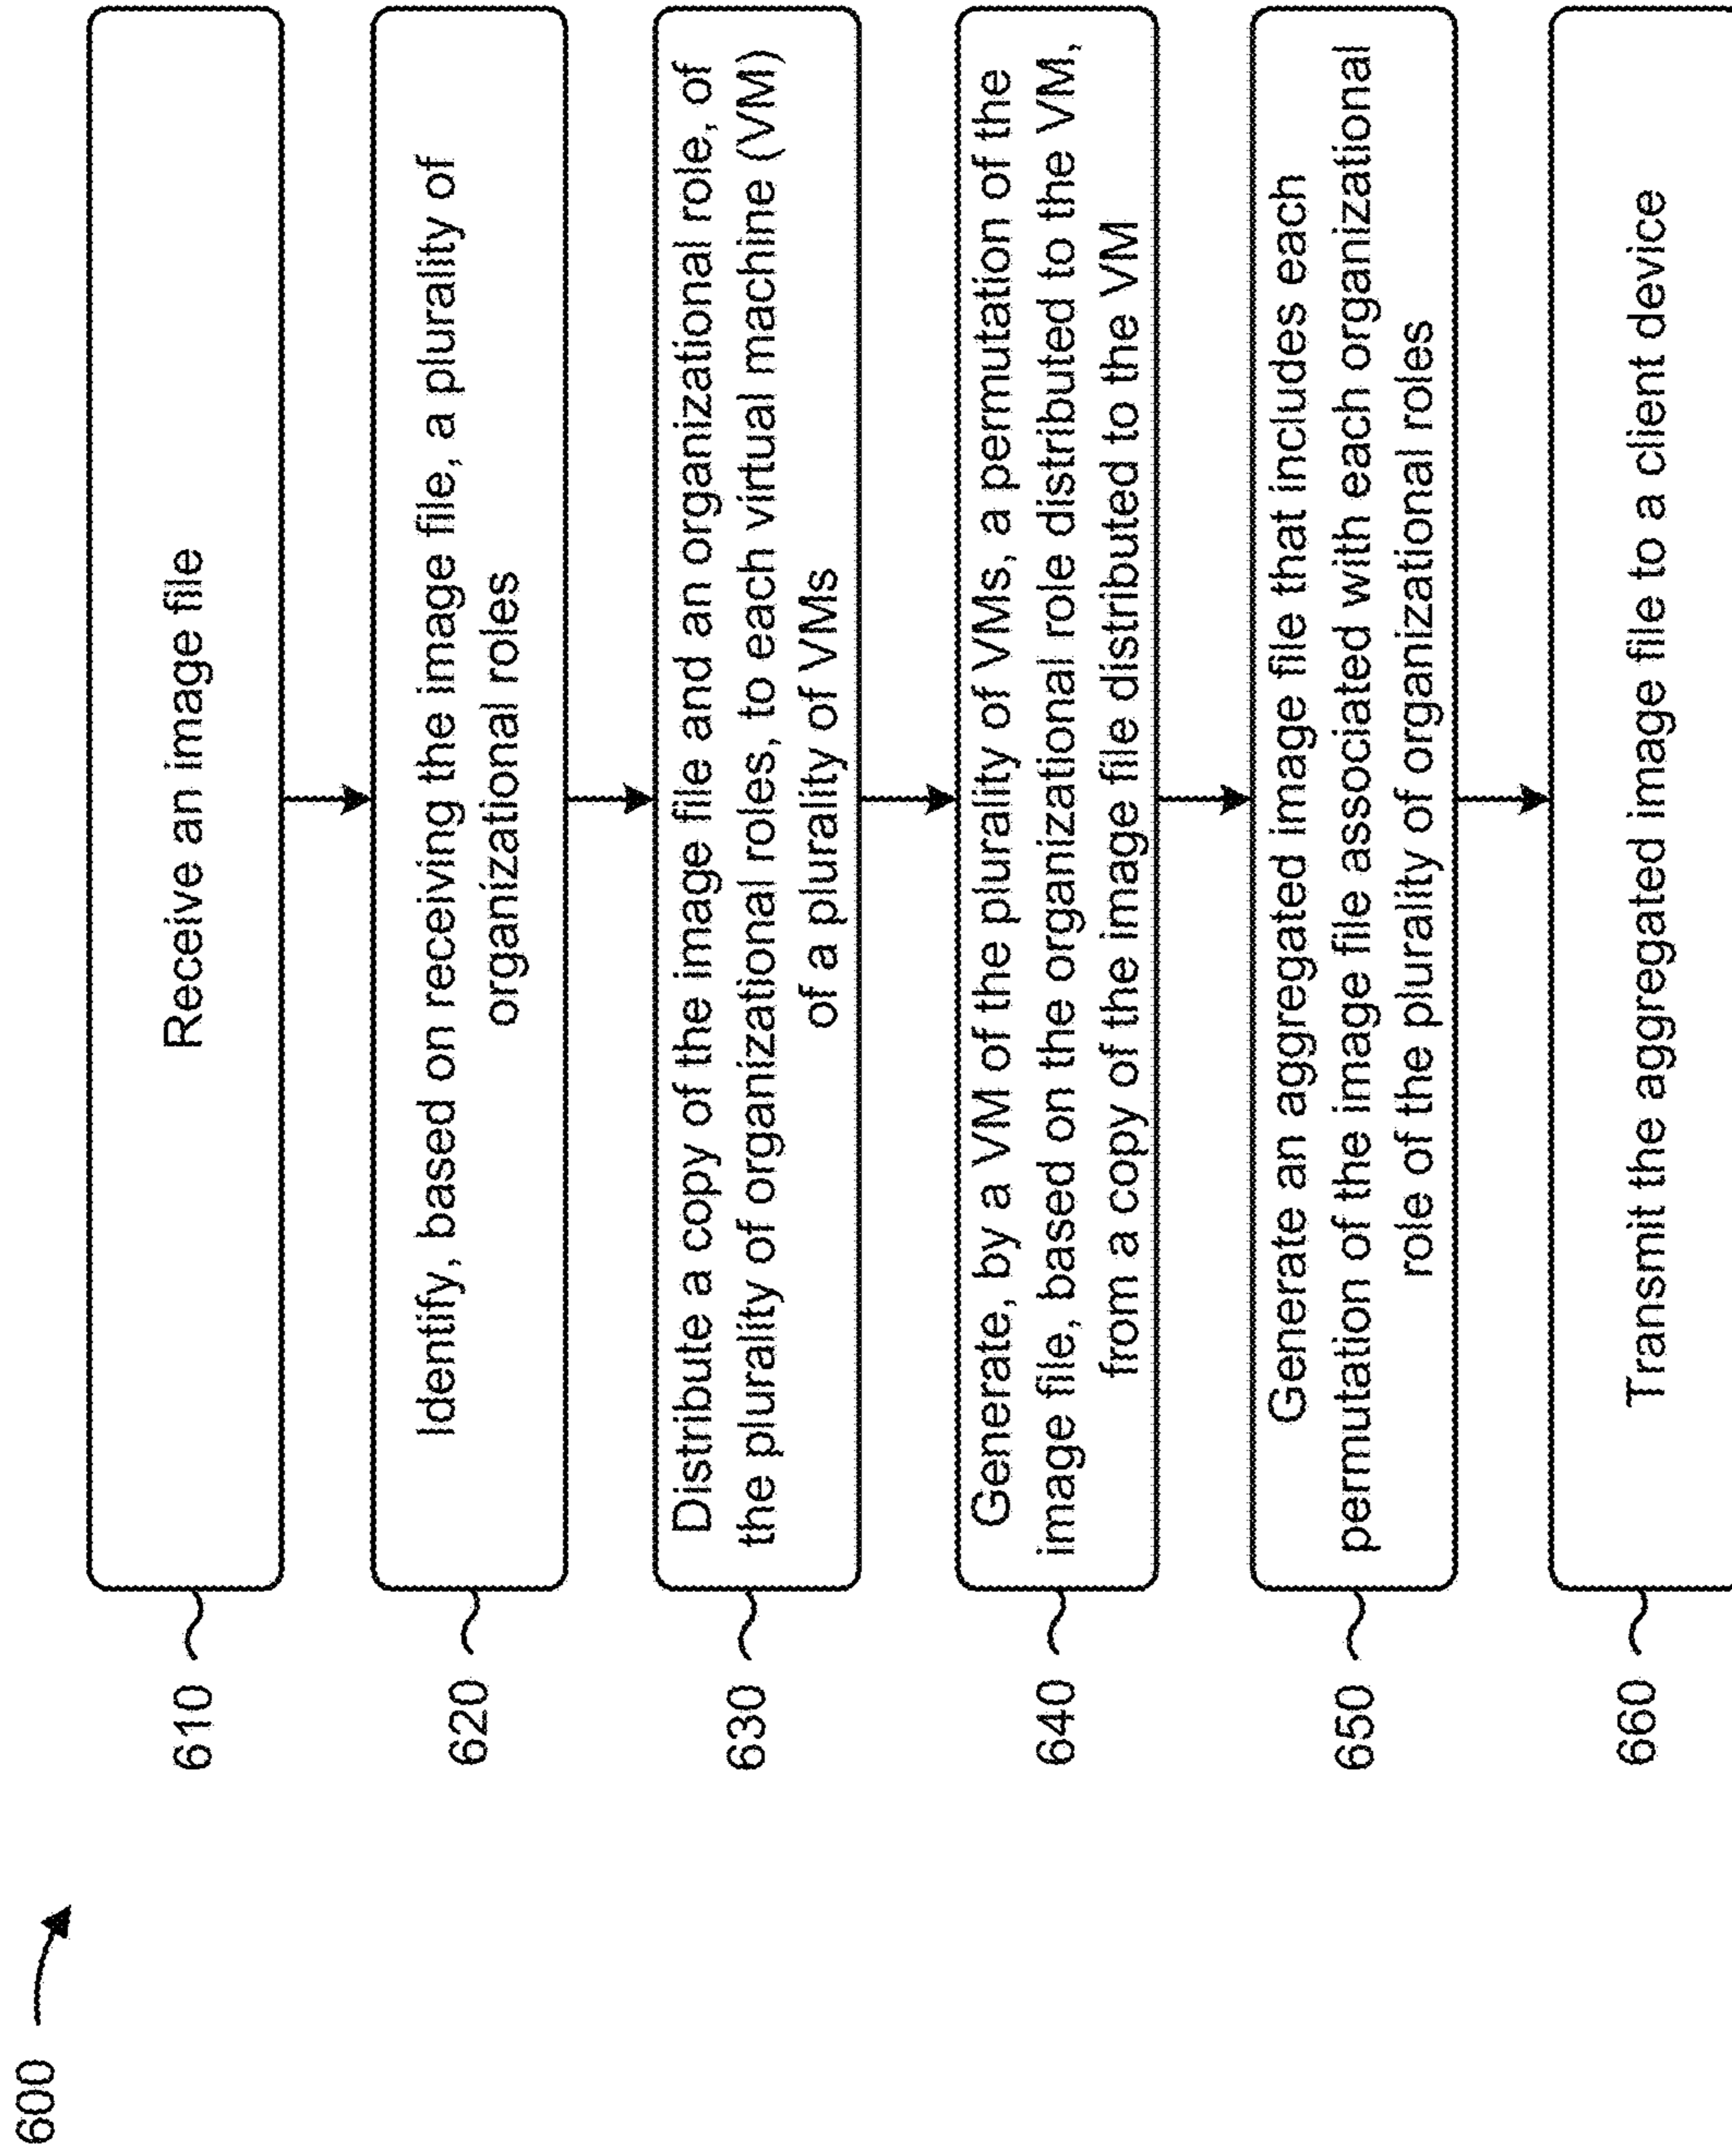 600
610
Receive an image file
620
Identify, based on receiving the image file, a plurality of
organizational roles
630
Distribute a copy of the image file and an organizational role, of
the plurality of organizational roles, to each virtual machine (VM)
of a plurality of VMs
640
Generate, by a VM of the plurality of VMs, a permutation of the
image file, based on the organizational role distributed to the VM,
from a copy of the image file distributed to the VM
650
Generate an aggregated image file that includes each
permutation of the image file associated with each organizational
role of the plurality of organizational roles
660
Transmit the aggregated image file to a client device